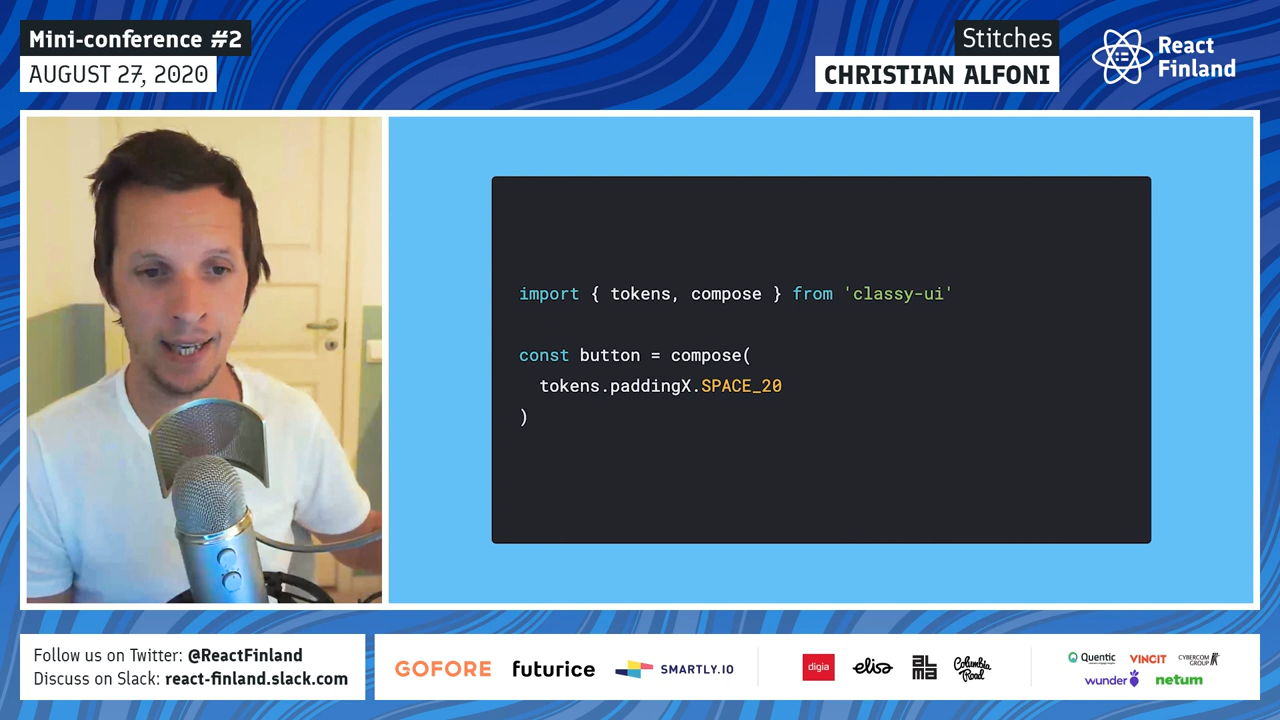 Mini-conference #2
AUGUST 27, 2020
Stitches
CHRISTIAN ALFONI
React
Finland
import { tokens, compose } from 'classy-ui'
const button = compose(
tokens.paddingX.SPACE_20
)
Follow us on Twitter: @ReactFinland
Discuss on Slack: react-finland.slack.com
GOFORE
futurice
SMARTLY.IO
digia
elisa
ALMA
Columbia
Road
Quentic
VINCIT
CYBERCOM
GROUP
wunder
netum